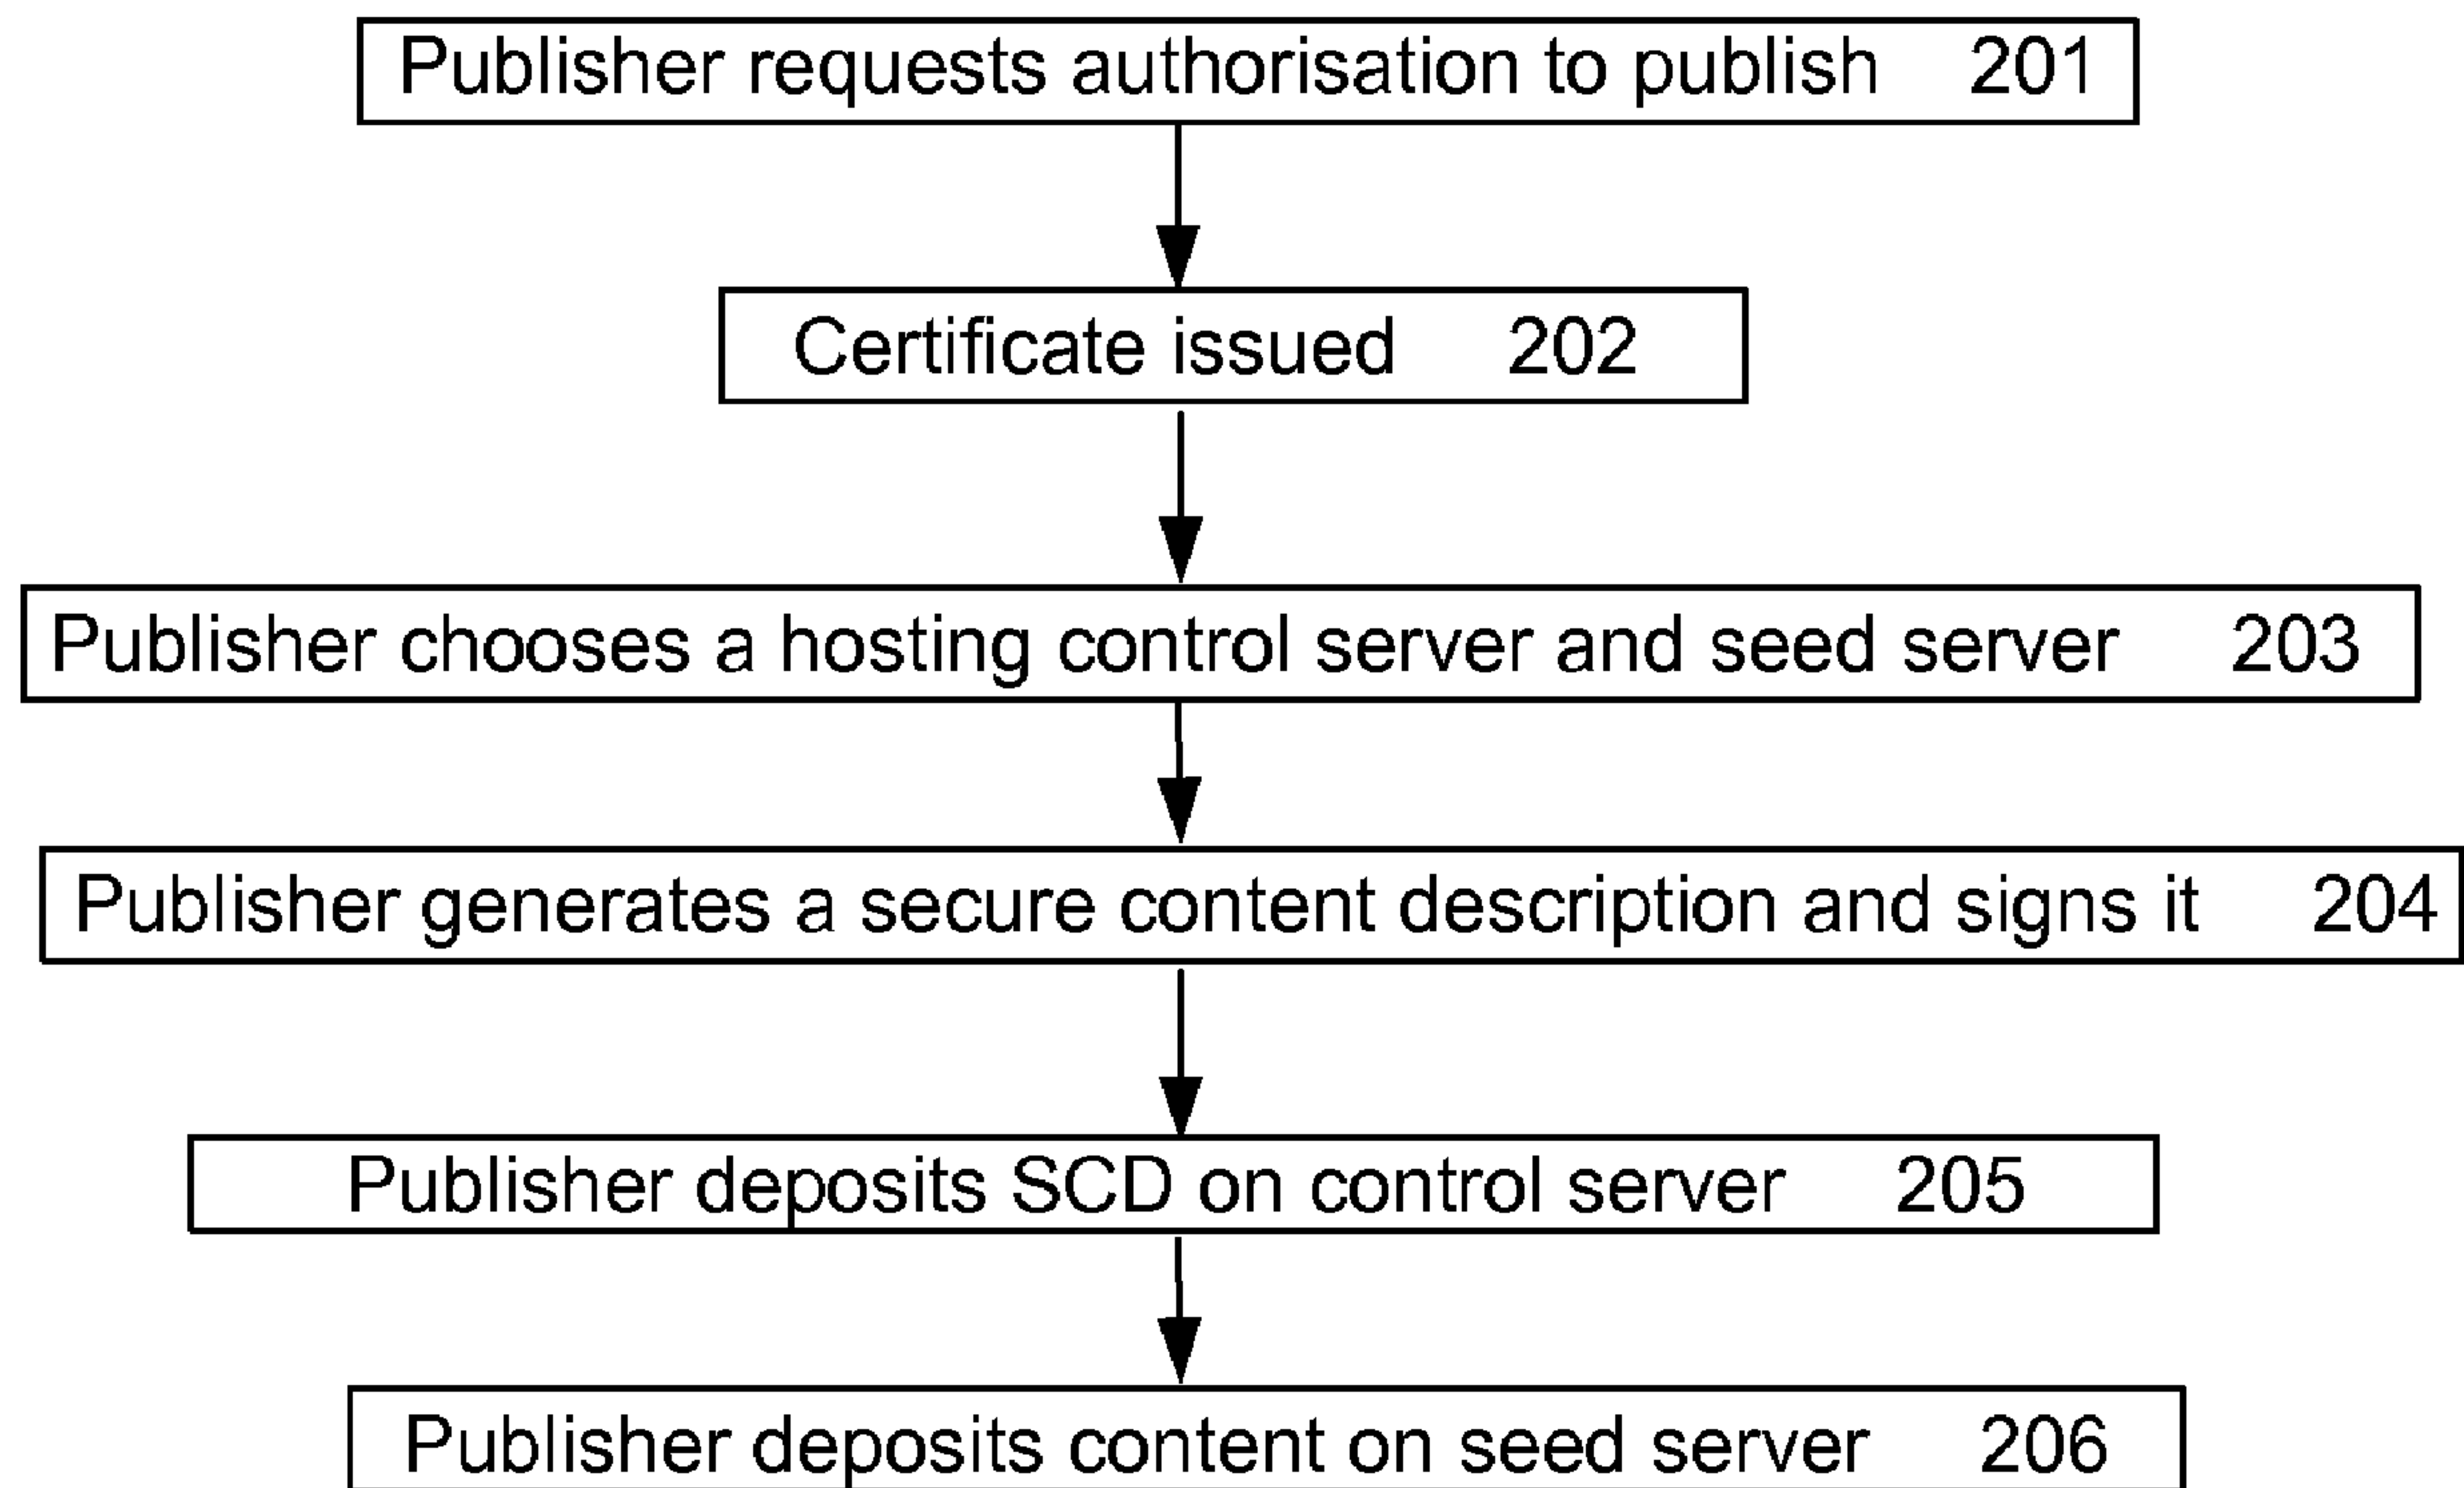 Publisher requests authorisation to publish 201
Certificate issued 202
Publisher chooses a hosting control server and seed server 203
Publisher generates a secure content description and signs it 204
Publisher deposits SCD on control server 205
Publisher deposits content on seed server 206